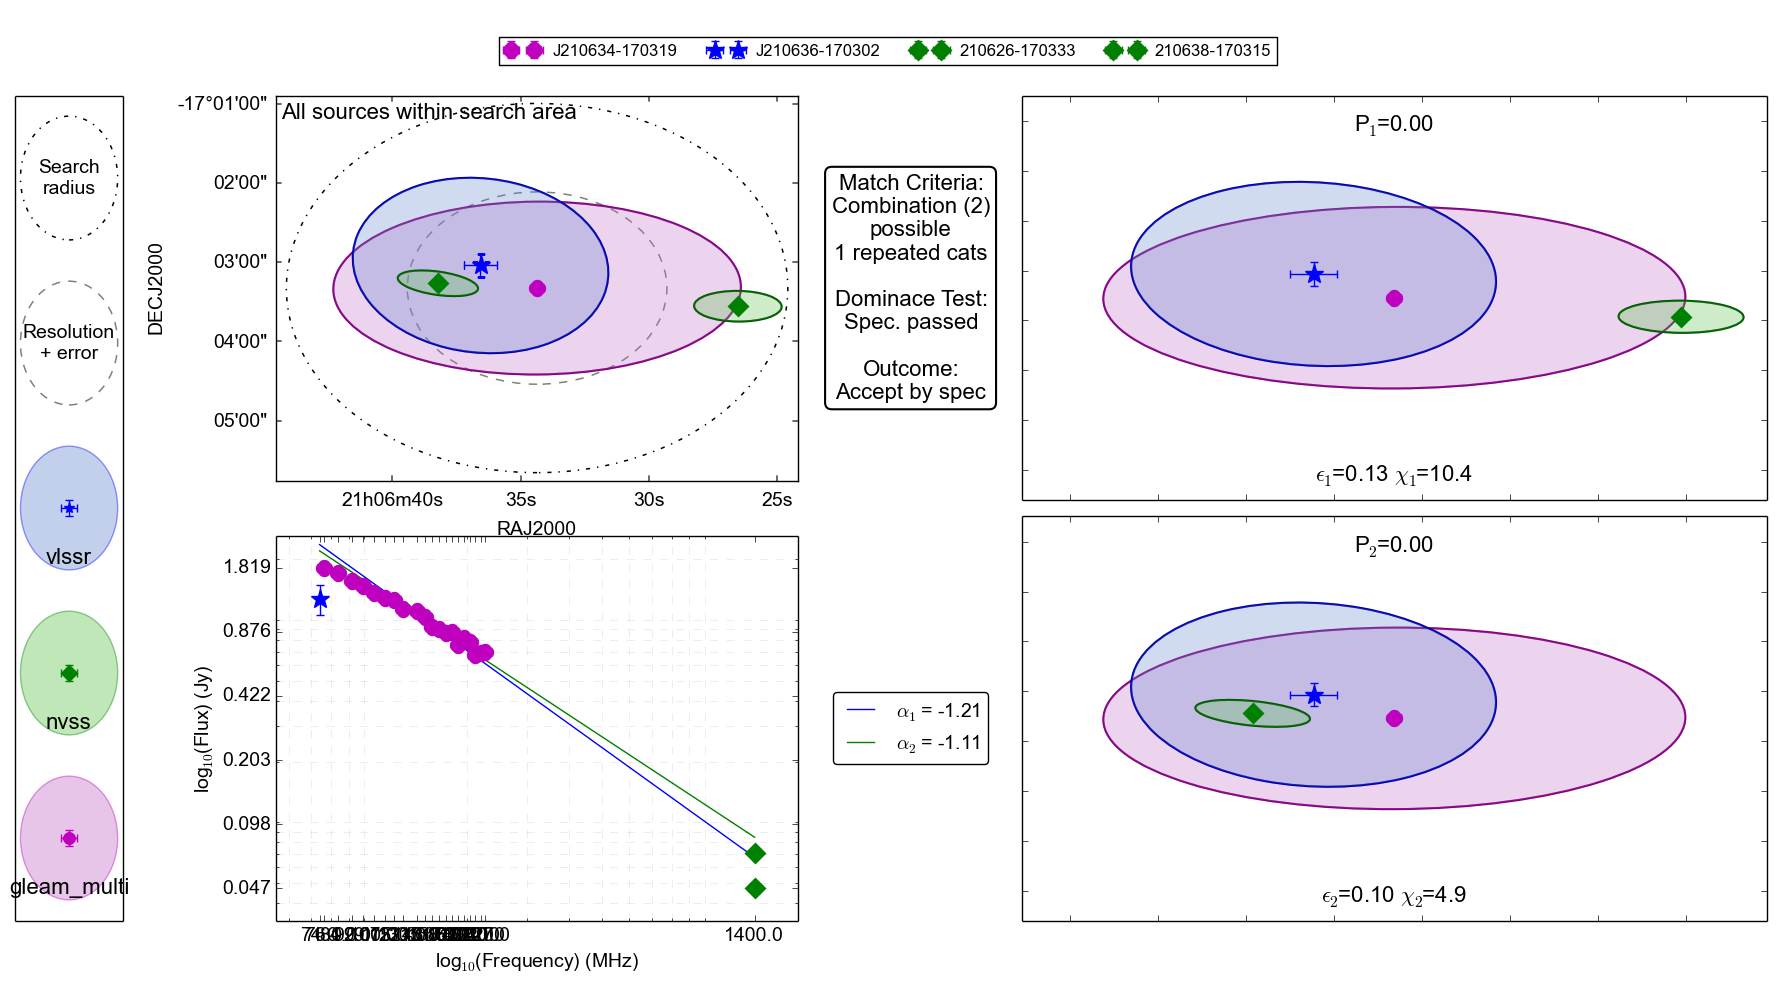 J210634-170319 J210636-170302 210626-170333 210638-170315
Search
radius
Resolution
+ error
vlssr
nvss
gleam_multi
All sources within search area
-17°01'00"
02'00"
03'00"
04'00"
05'00"
DECJ2000
21h06m40s 35s 30s 25s
RAJ2000
Match Criteria:
Combination (2)
possible
1 repeated cats
Dominace Test:
Spec. passed
Outcome:
Accept by spec
P₁=0.00
ϵ₁=0.13 χ₁=10.4
1.819
0.876
0.422
0.203
0.098
0.047
log₁₀(Flux) (Jy)
1400.0
log₁₀(Frequency) (MHz)
α₁ = -1.21
α₂ = -1.11
P₂=0.00
ϵ₂=0.10 χ₂=4.9